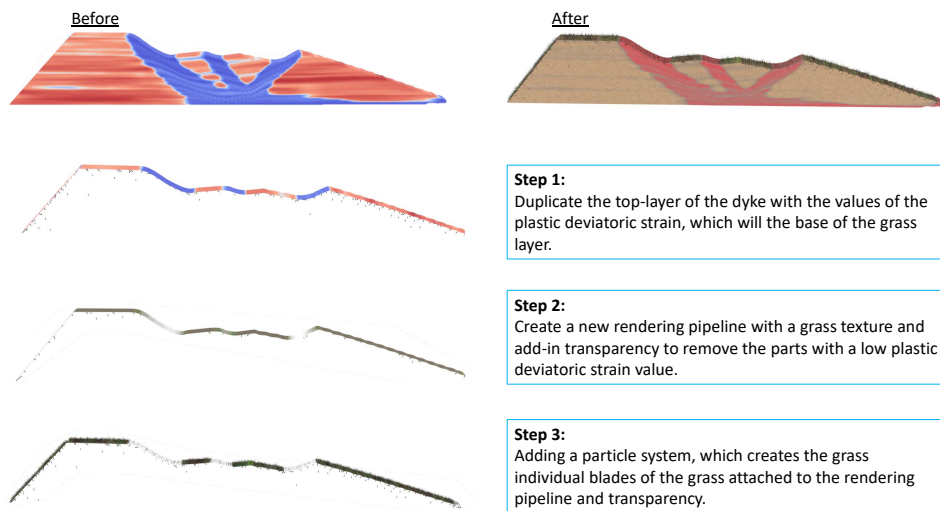 Before
After
Step 1:
Duplicate the top-layer of the dyke with the values of the
plastic deviatoric strain, which will the base of the grass
layer.
Step 2:
Create a new rendering pipeline with a grass texture and
add-in transparency to remove the parts with a low plastic
deviatoric strain value.
Step 3:
Adding a particle system, which creates the grass
individual blades of the grass attached to the rendering
pipeline and transparency.